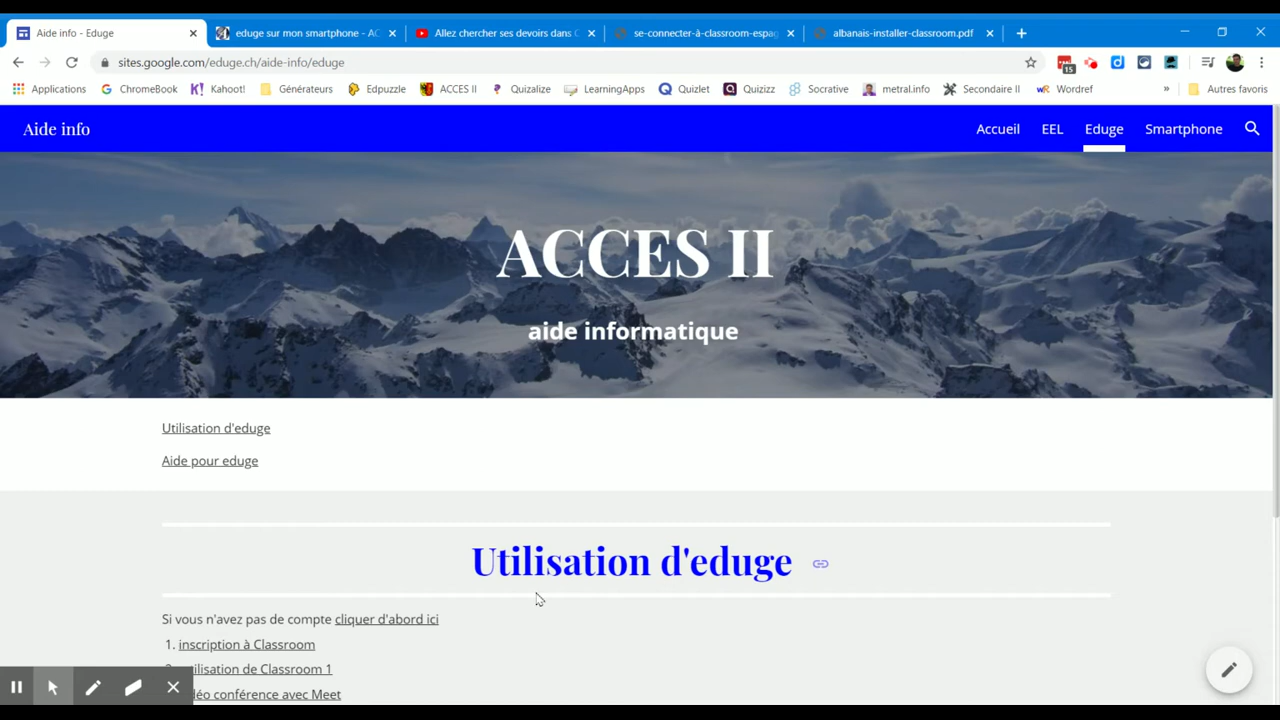 Aide info - Eduge
eduge sur mon smartphone - AC
Allez chercher ses devoirs dans
se-connecter-à-classroom-espag
albanais-installer-classroom.pdf
sites.google.com/eduge.ch/aide-info/eduge
15
Applications
ChromeBook
Kahoot!
Générateurs
Edpuzzle
ACCES II
Quizalize
LearningApps
Quizlet
Quizizz
Socrative
metral.info
Secondaire II
Wordref
»
Autres favoris
Aide info
Accueil
EEL
Eduge
Smartphone
ACCES II
aide informatique
Utilisation d'eduge
Aide pour eduge
Utilisation d'eduge
Si vous n'avez pas de compte cliquer d'abord ici
1. inscription à Classroom
ilisation de Classroom 1
déo conférence avec Meet